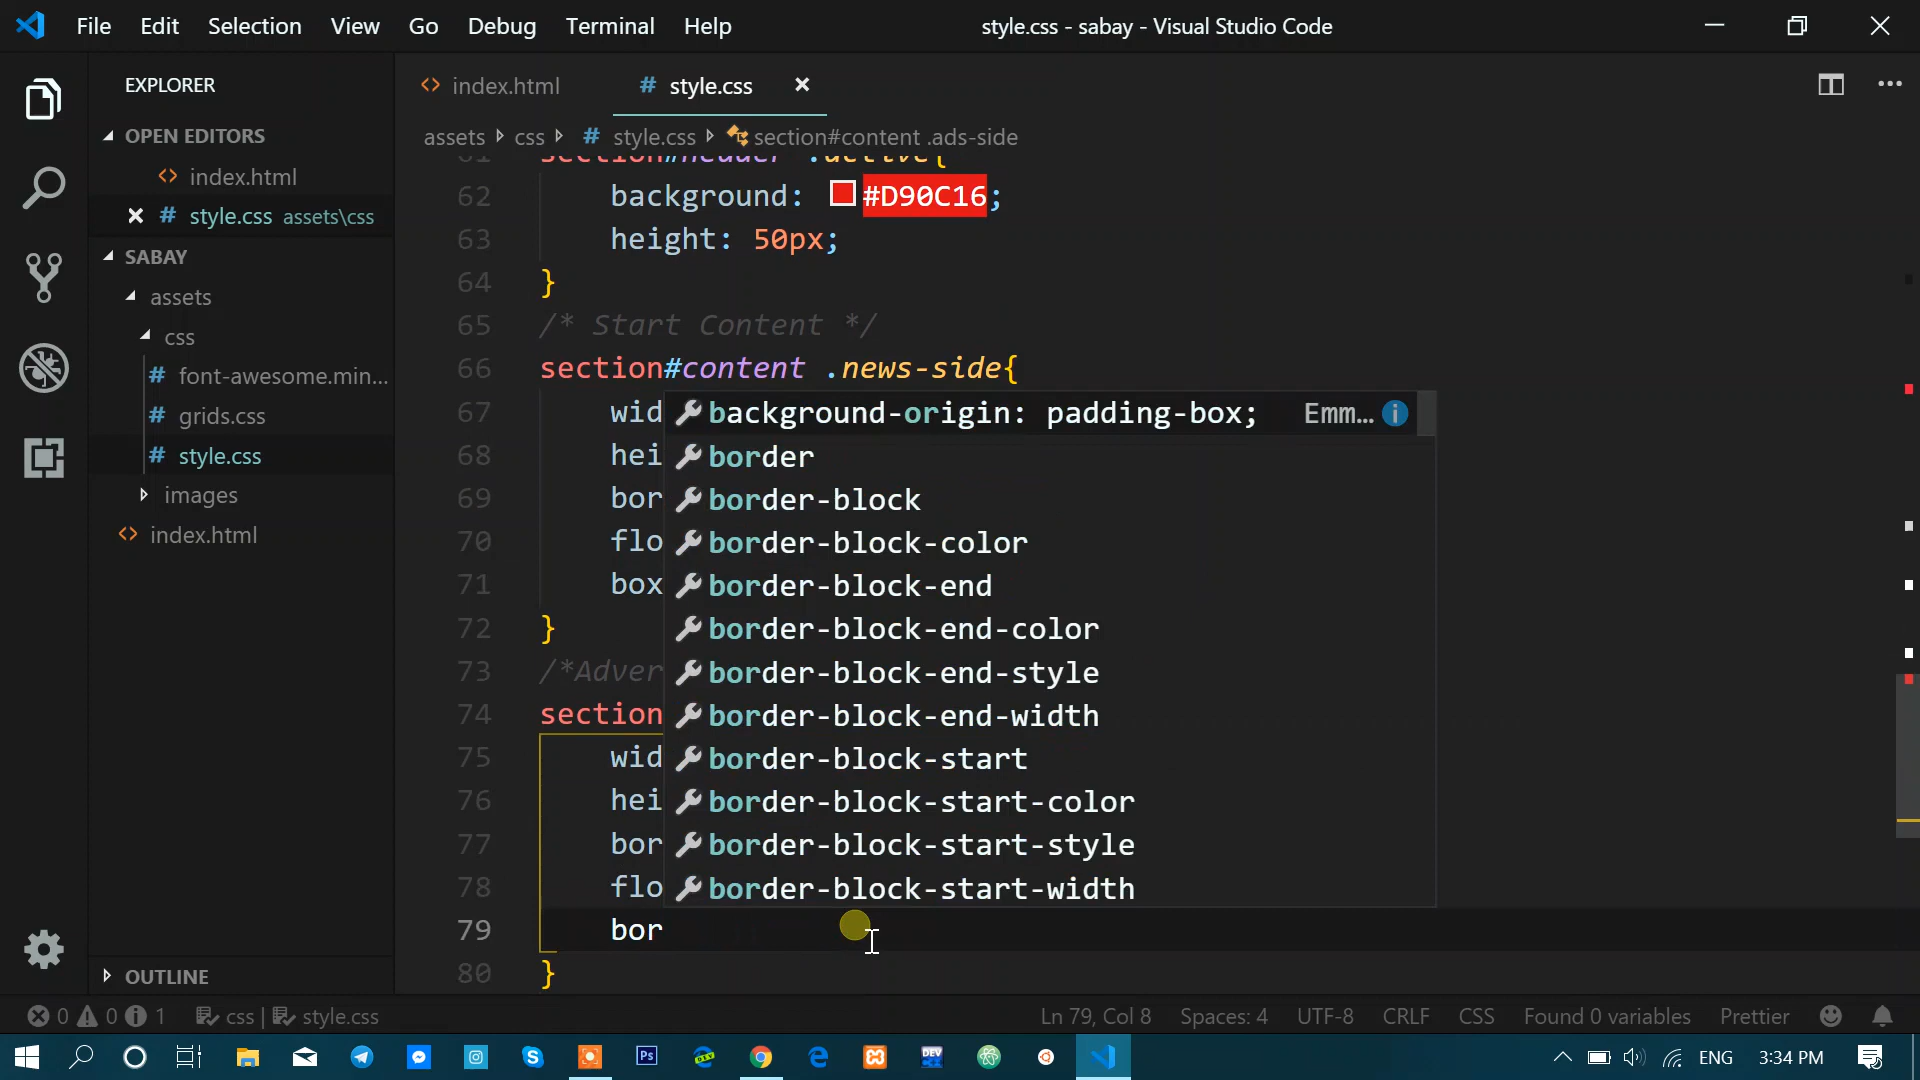 File Edit Selection View Go Debug Terminal Help style.css - sabay - Visual Studio Code
EXPLORER
OPEN EDITORS
index.html
style.css assets\css
SABAY
assets
css
font-awesome.min...
grids.css
style.css
images
index.html
OUTLINE
index.html # style.css
assets css # style.css section#content .ads-side
61 section#header .active{
62 background: #D90C16;
63 height: 50px;
64 }
65 /* Start Content */
66 section#content .news-side{
67 wid
68 hei
69 bor
70 flo
71 box
72 }
73 /*Adver
74 section
75 wid
76 hei
77 bor
78 flo
79 bor
80 }
background-origin: padding-box; Emm...
border
border-block
border-block-color
border-block-end
border-block-end-color
border-block-end-style
border-block-end-width
border-block-start
border-block-start-color
border-block-start-style
border-block-start-width
0 0 1 css | style.css Ln 79, Col 8 Spaces: 4 UTF-8 CRLF CSS Found 0 variables Prettier
ENG 3:34 PM